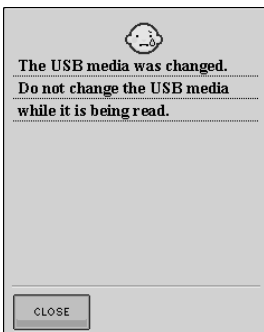 The USB media was changed.
Do not change the USB media
while it is being read.
CLOSE